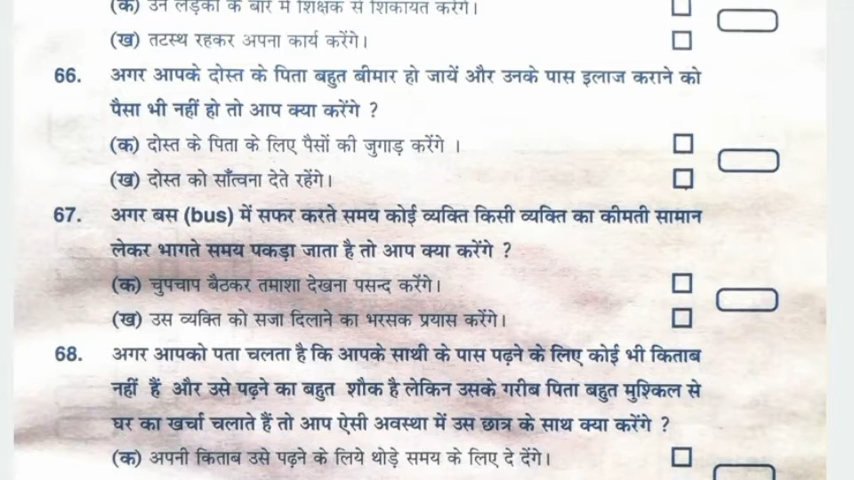 (क) उन लड़कों के बारे में शिक्षक से शिकायत करेंगे।
(ख) तटस्थ रहकर अपना कार्य करेंगे।
66. अगर आपके दोस्त के पिता बहुत बीमार हो जायें और उनके पास इलाज कराने को
पैसा भी नहीं हो तो आप क्या करेंगे ?
(क) दोस्त के पिता के लिए पैसों की जुगाड़ करेंगे ।
(ख) दोस्त को साँत्वना देते रहेंगे।
67. अगर बस (bus) में सफर करते समय कोई व्यक्ति किसी व्यक्ति का कीमती सामान
लेकर भागते समय पकड़ा जाता है तो आप क्या करेंगे ?
(क) चुपचाप बैठकर तमाशा देखना पसन्द करेंगे।
(ख) उस व्यक्ति को सजा दिलाने का भरसक प्रयास करेंगे।
68. अगर आपको पता चलता है कि आपके साथी के पास पढ़ने के लिए कोई भी किताब
नहीं हैं और उसे पढ़ने का बहुत शौक है लेकिन उसके गरीब पिता बहुत मुश्किल से
घर का खर्चा चलाते हैं तो आप ऐसी अवस्था में उस छात्र के साथ क्या करेंगे ?
(क) अपनी किताब उसे पढ़ने के लिये थोड़े समय के लिए दे देंगे।